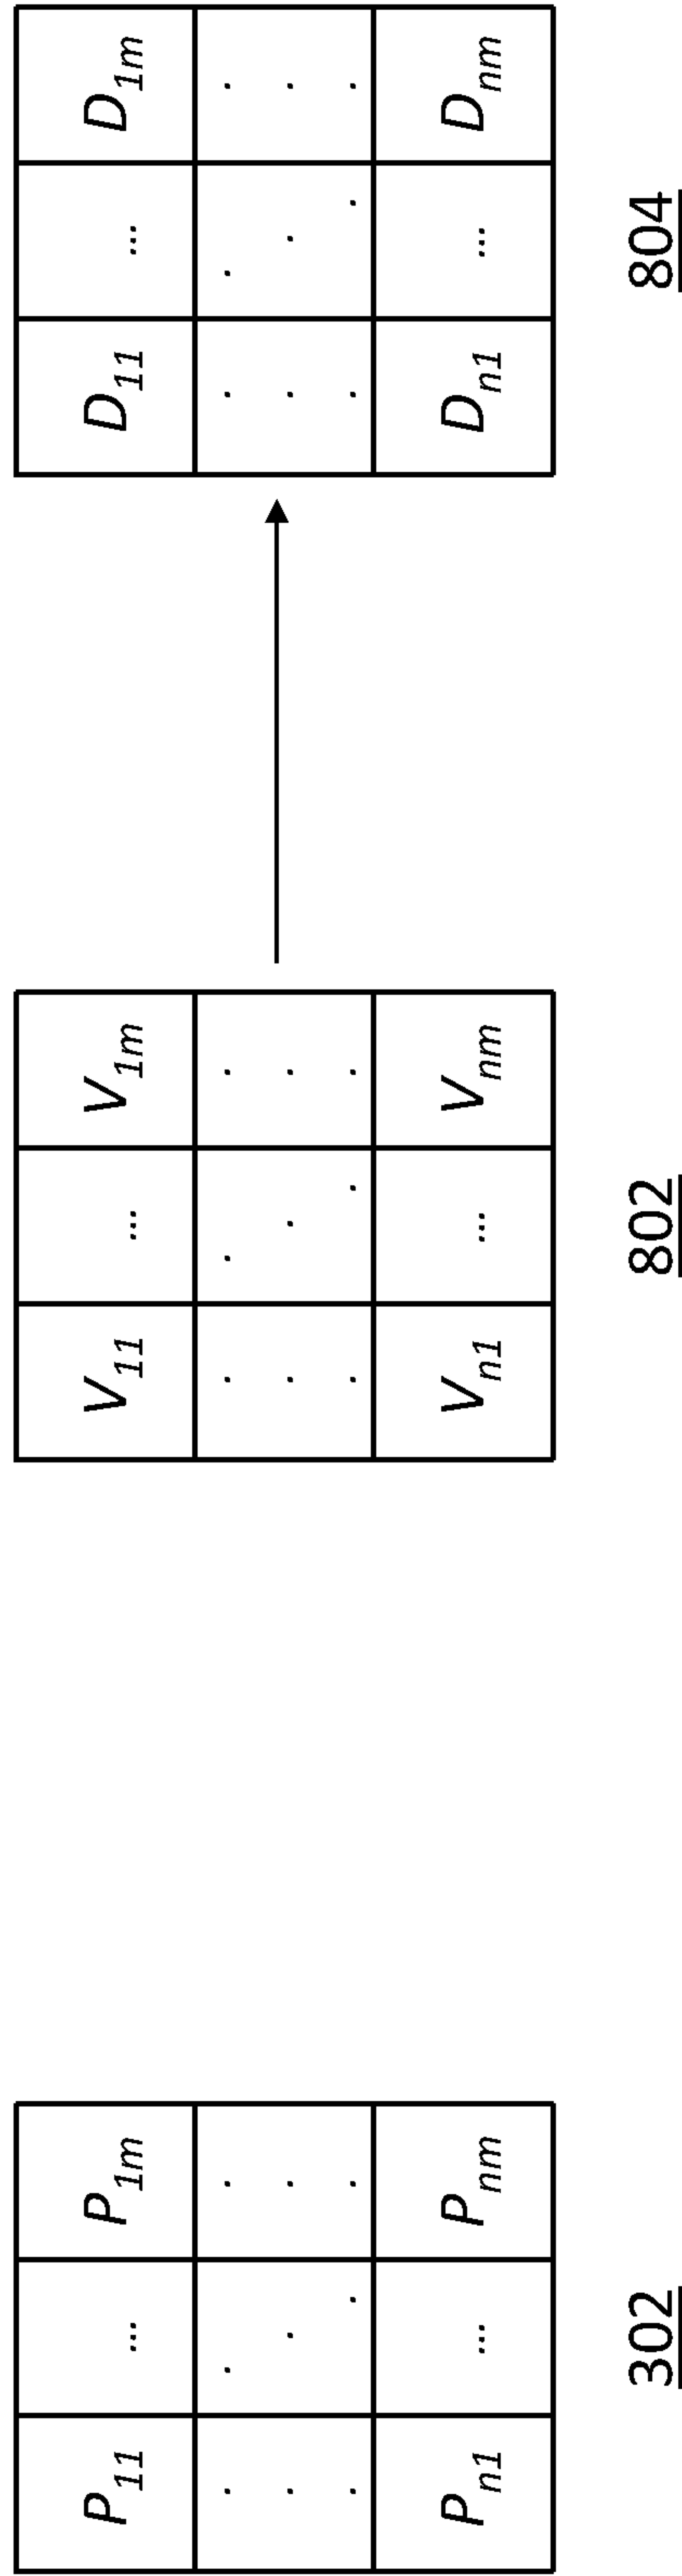 P11 ... P1m
. . .
. . .
. . .
Pn1 ... Pnm
302
V11 ... V1m
. . .
. . .
. . .
Vn1 ... Vnm
802
D11 ... D1m
. . .
. . .
. . .
Dn1 ... Dnm
804